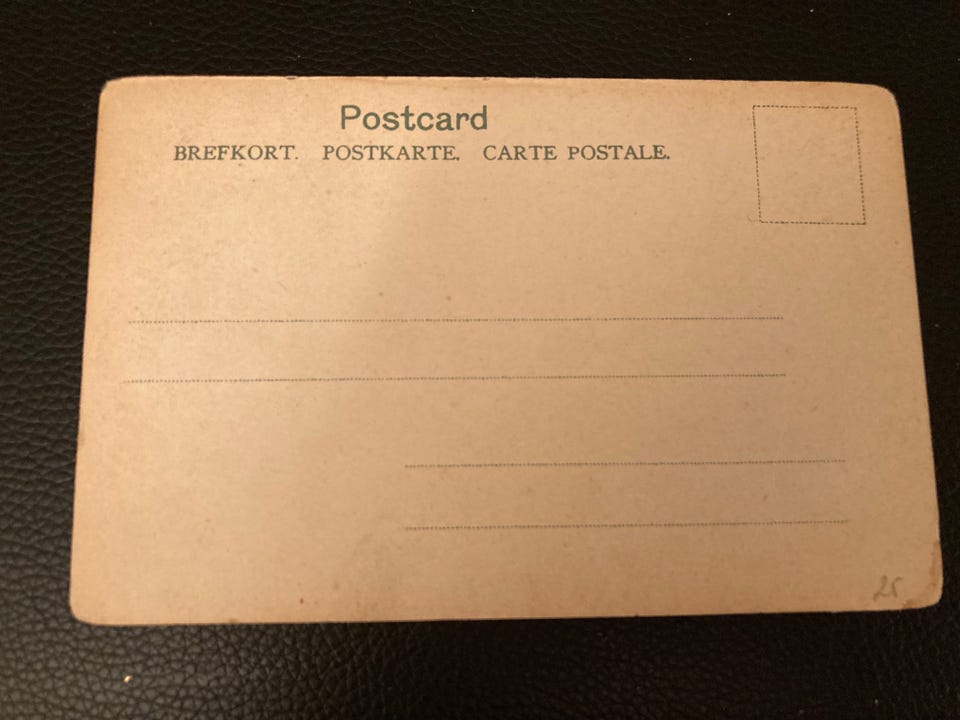 Postcard
BREFKORT. POSTKARTE. CARTE POSTALE.
25